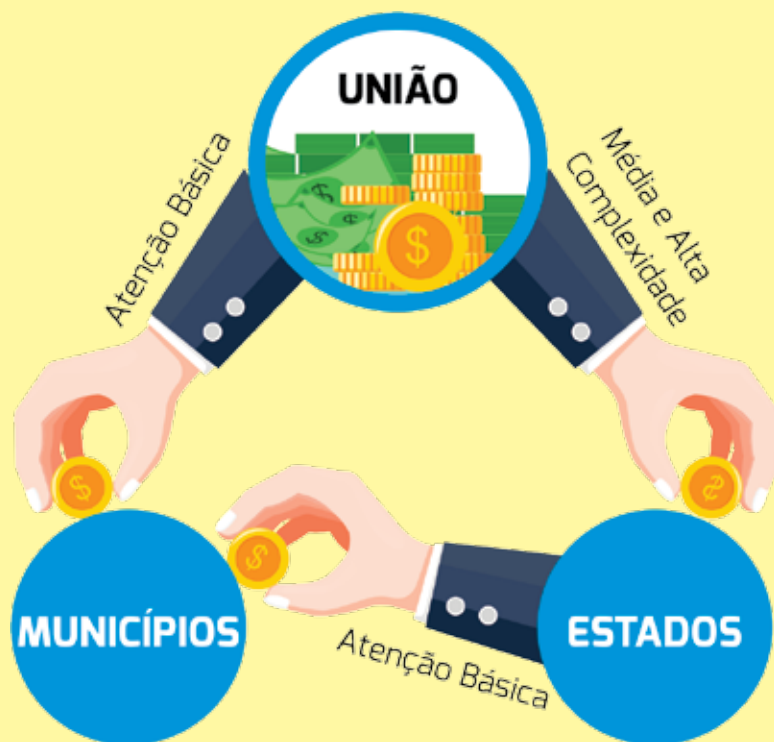 UNIÃO
Atenção Básica
Média e Alta
Complexidade
MUNICÍPIOS
ESTADOS
Atenção Básica